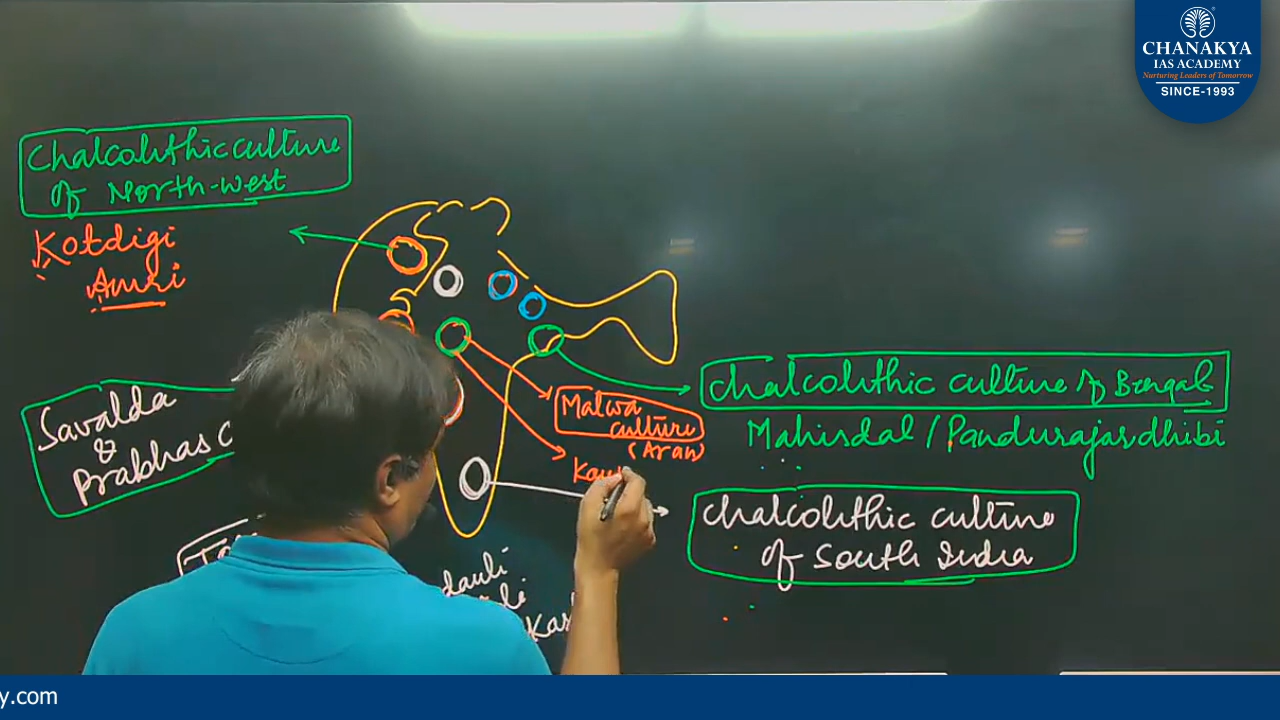 CHANAKYA
IAS ACADEMY
Nurturing Leaders of Tomorrow
SINCE-1993
Chalcolithic culture
of North-west
Kotdigi
Amri
Savalda
&
Prabhas
Malwa
culture
(Aran)
Chalcolithic culture of Bengal
Mahisdal / Pandurajardhibi
Chalcolithic culture
of South India
y.com